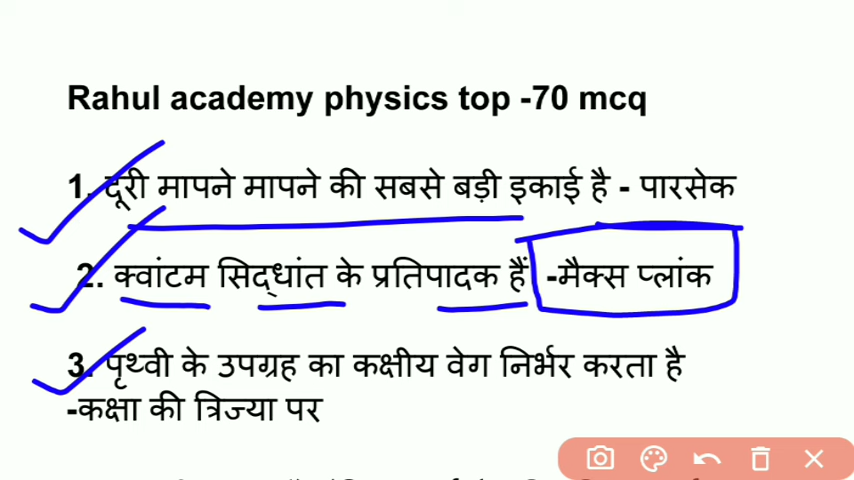 Rahul academy physics top -70 mcq
1. दूरी मापने मापने की सबसे बड़ी इकाई है - पारसेक
2. क्वांटम सिद्धांत के प्रतिपादक हैं -मैक्स प्लांक
3. पृथ्वी के उपग्रह का कक्षीय वेग निर्भर करता है
-कक्षा की त्रिज्या पर